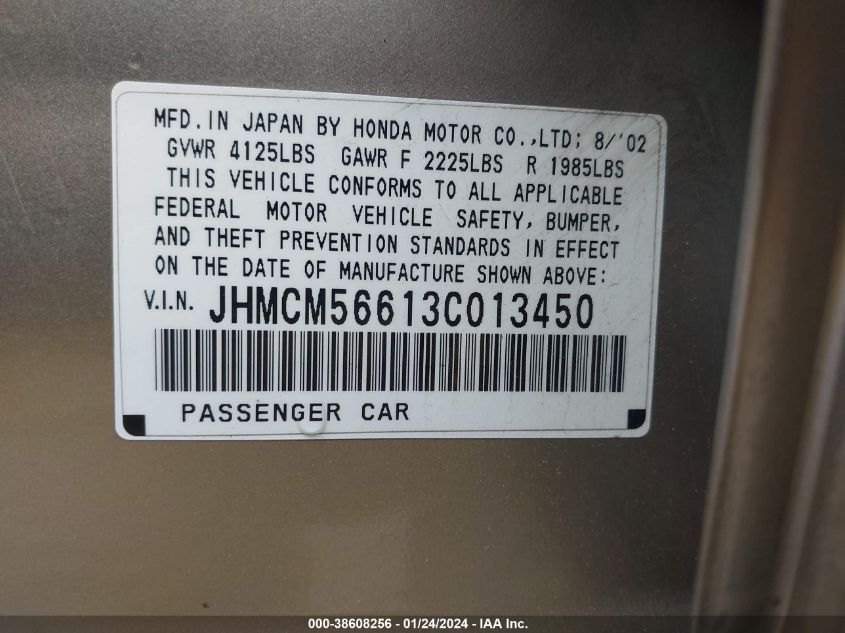 MFD. IN JAPAN BY HONDA MOTOR CO.,LTD; 8/'02
GVWR 4125LBS GAWR F 2225LBS R 1985LBS
THIS VEHICLE CONFORMS TO ALL APPLICABLE
FEDERAL MOTOR VEHICLE SAFETY, BUMPER,
AND THEFT PREVENTION STANDARDS IN EFFECT
ON THE DATE OF MANUFACTURE SHOWN ABOVE:
V.I.N. JHMCM56613C013450
PASSENGER CAR
000-38608256 - 01/24/2024 - IAA Inc.